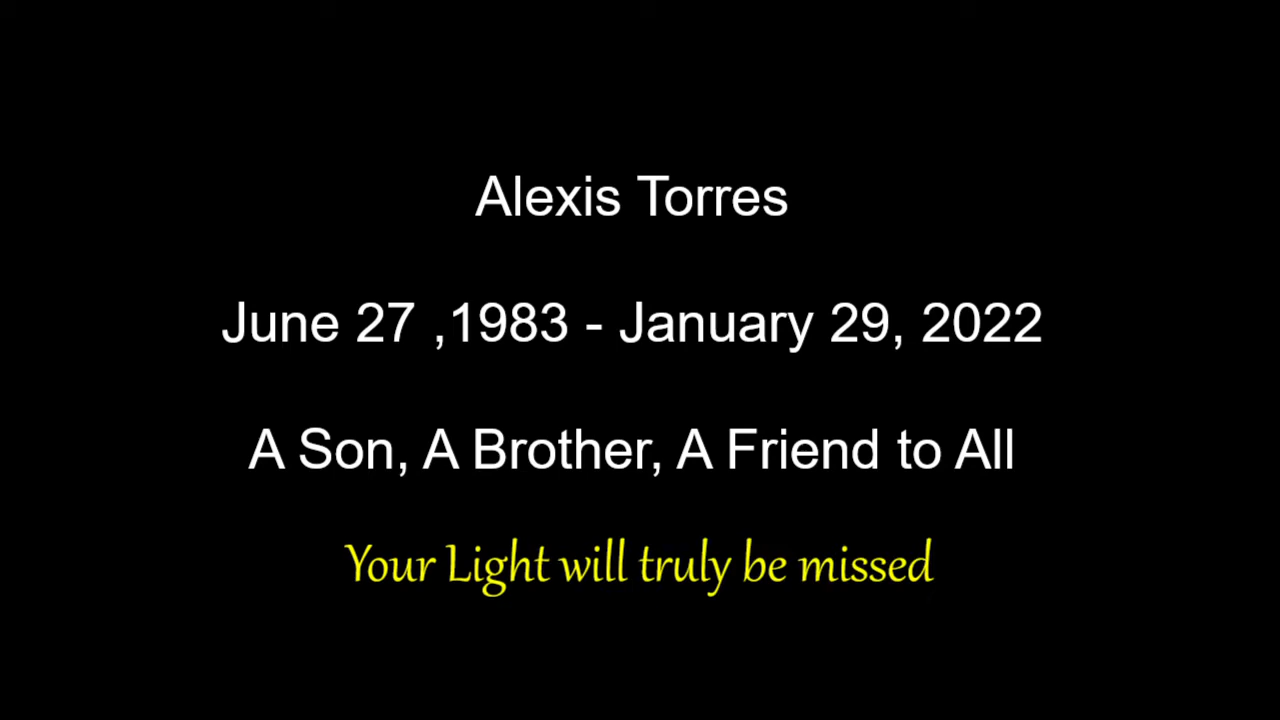 Alexis Torres
June 27 ,1983 - January 29, 2022
A Son, A Brother, A Friend to All
Your Light will truly be missed